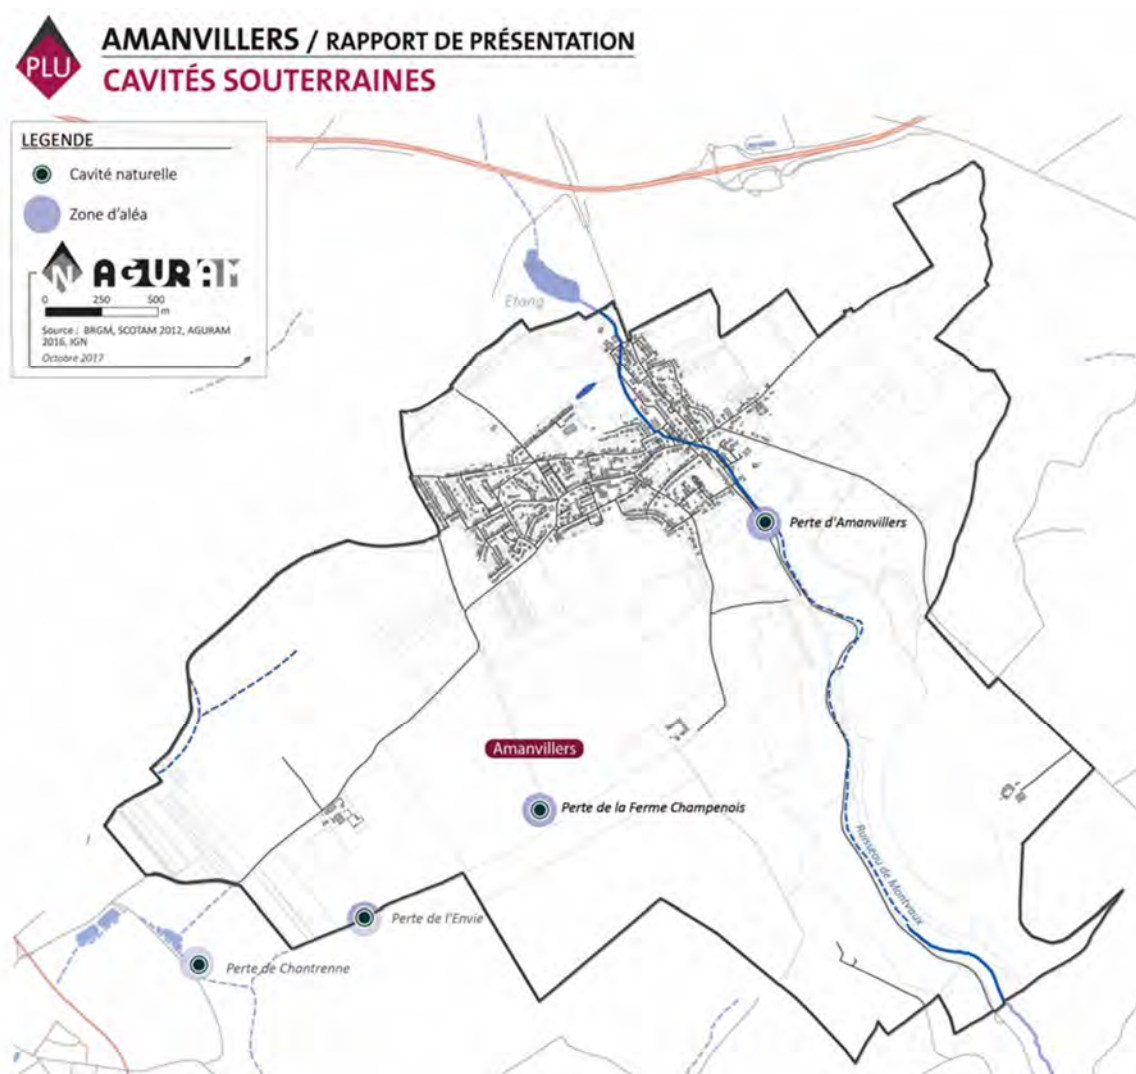 PLU
AMANVILLERS / RAPPORT DE PRÉSENTATION
CAVITÉS SOUTERRAINES
LEGENDE
Cavité naturelle
Zone d'aléa
N
AGURAM
0 250 500
m
Source : BRGM, SCOTAM 2012, AGURAM
2016, IGN
Octobre 2017
Etang
Perte d'Amanvillers
Amanvillers
Perte de la Ferme Champenois
Ruisseau de Montvaux
Perte de l'Envie
Perte de Chantrenne